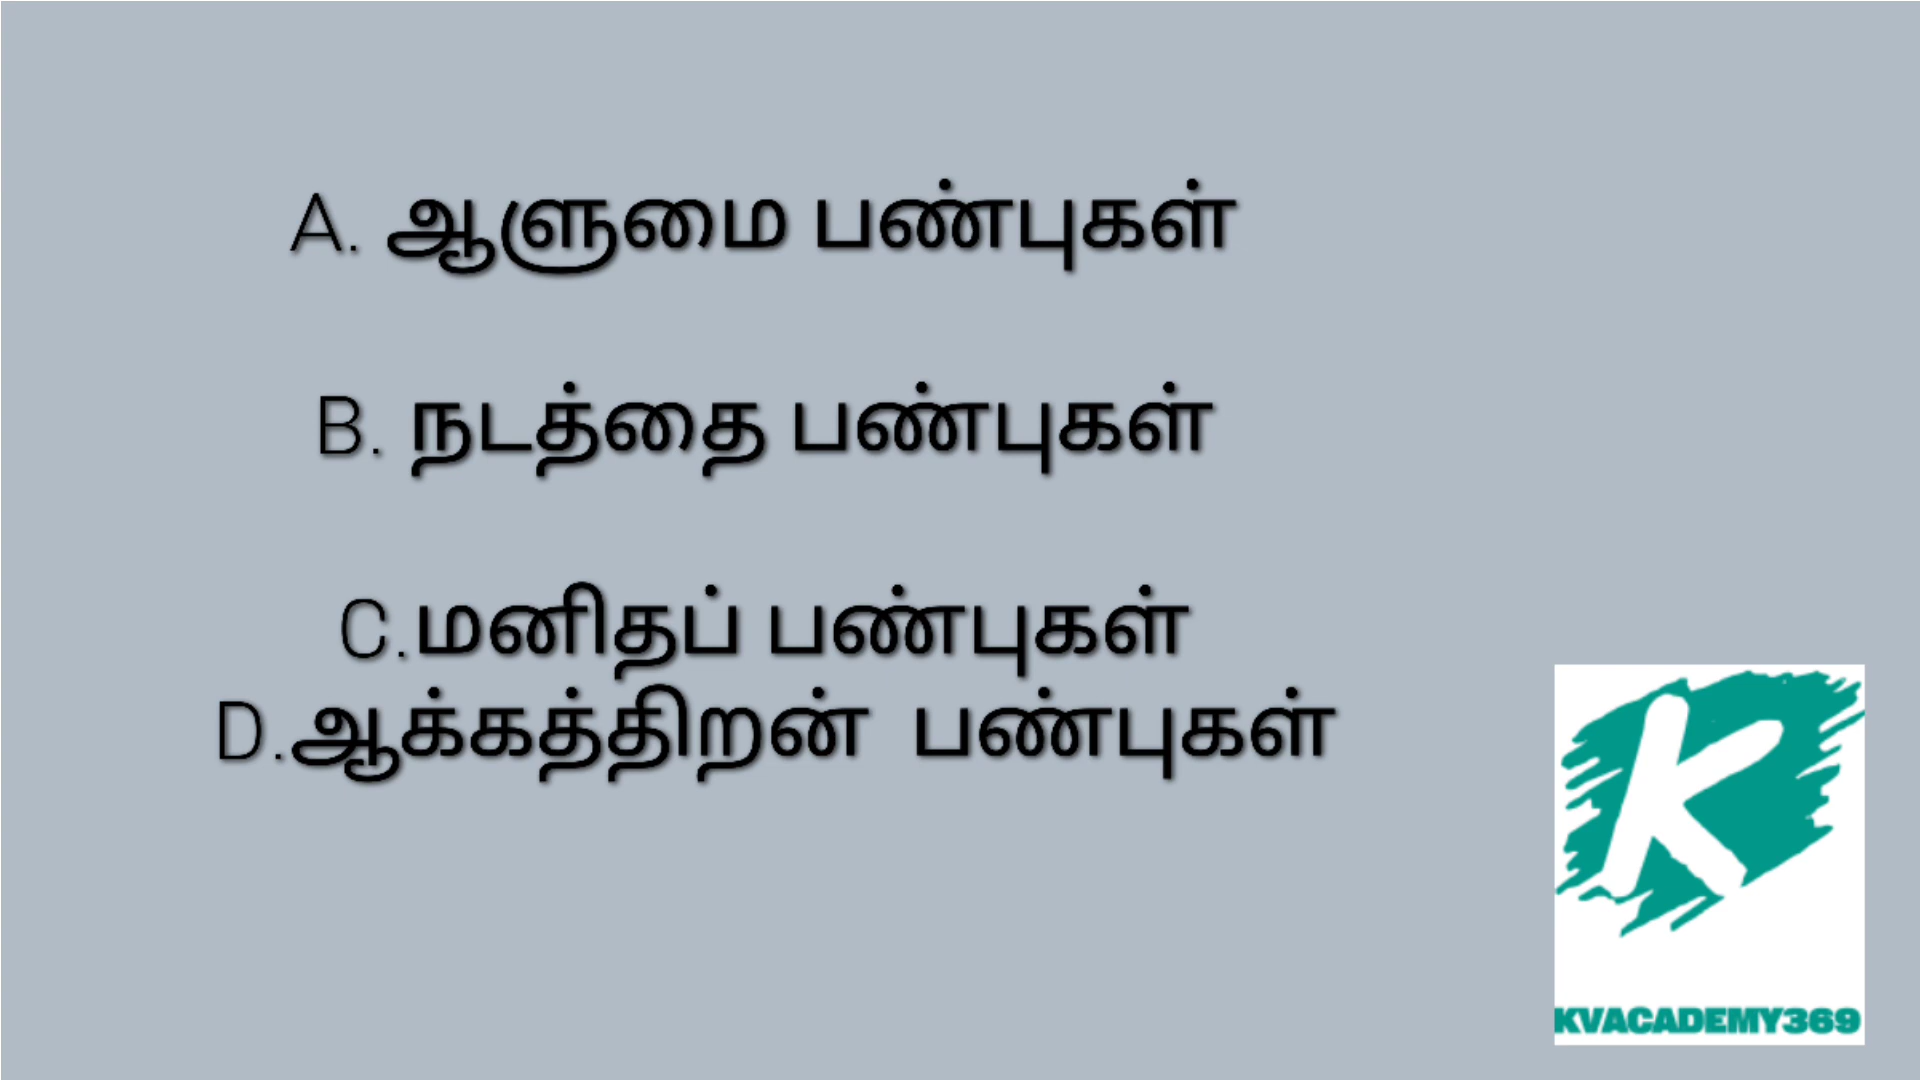 A. ஆளுமை பண்புகள்
B. நடத்தை பண்புகள்
C.மனிதப் பண்புகள்
D.ஆக்கத்திறன் பண்புகள்
K
KVACADEMY369